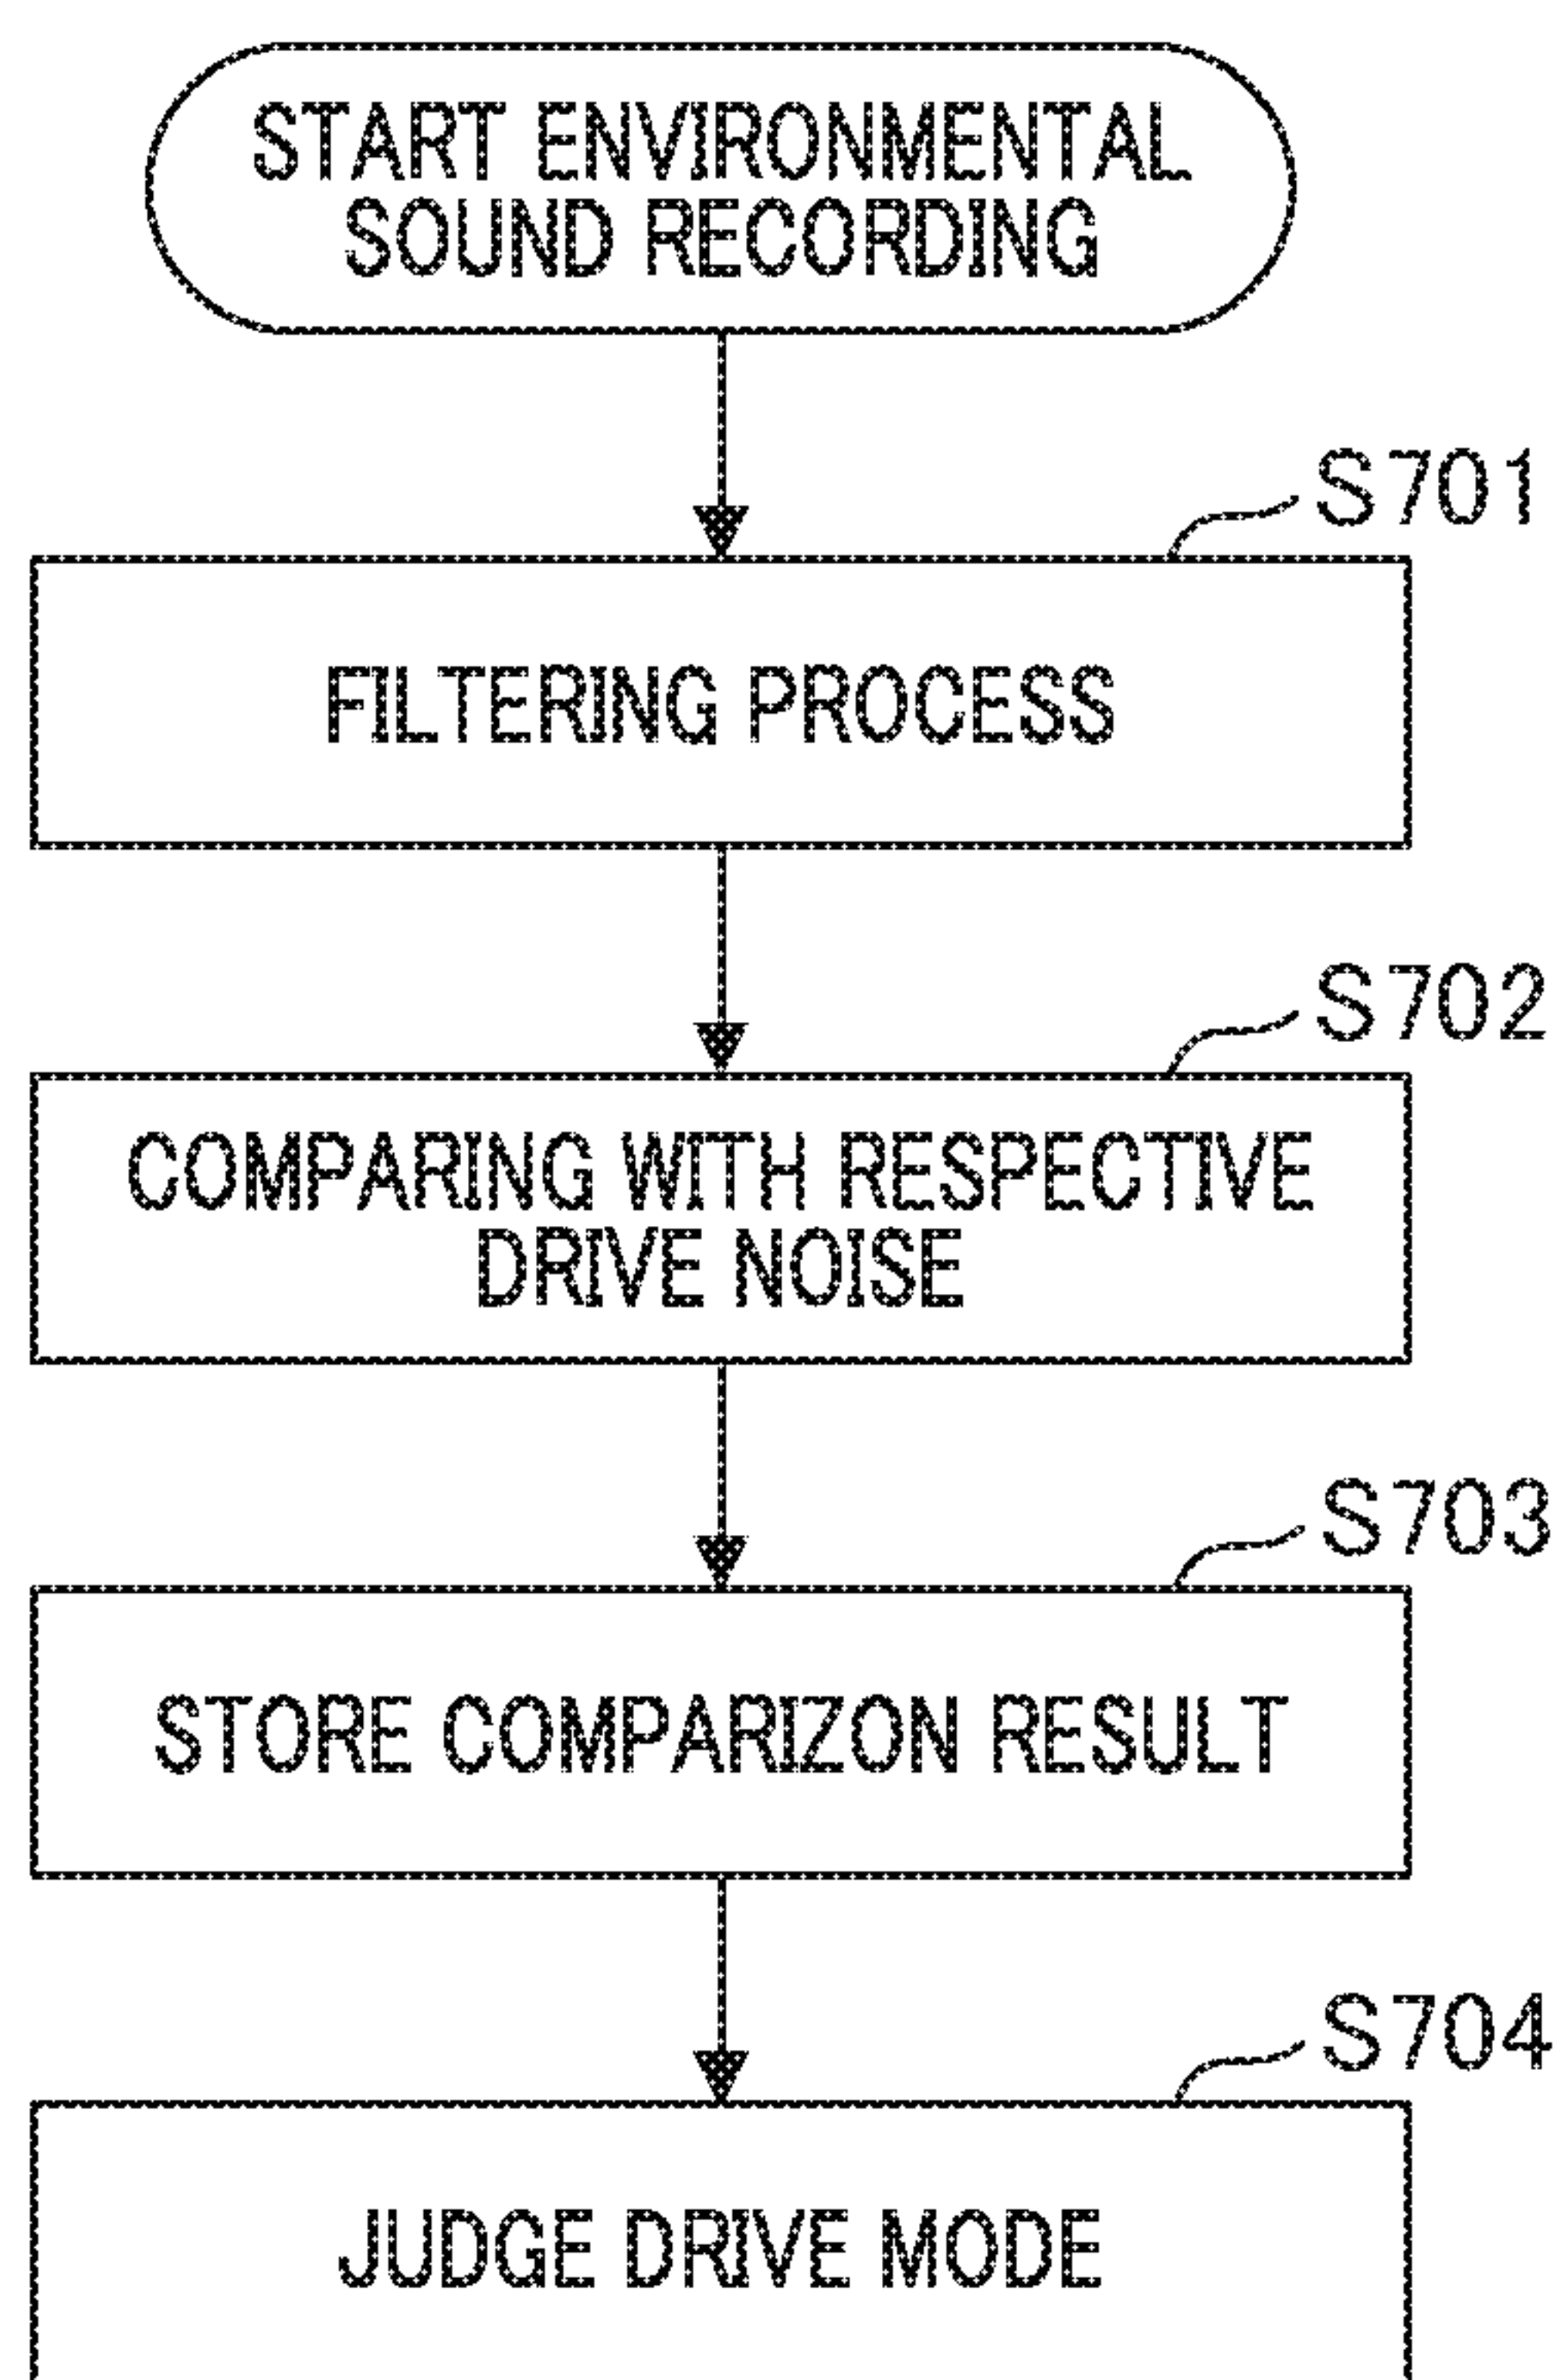 START ENVIRONMENTAL
SOUND RECORDING
S701
FILTERING PROCESS
S702
COMPARING WITH RESPECTIVE
DRIVE NOISE
S703
STORE COMPARIZON RESULT
S704
JUDGE DRIVE MODE